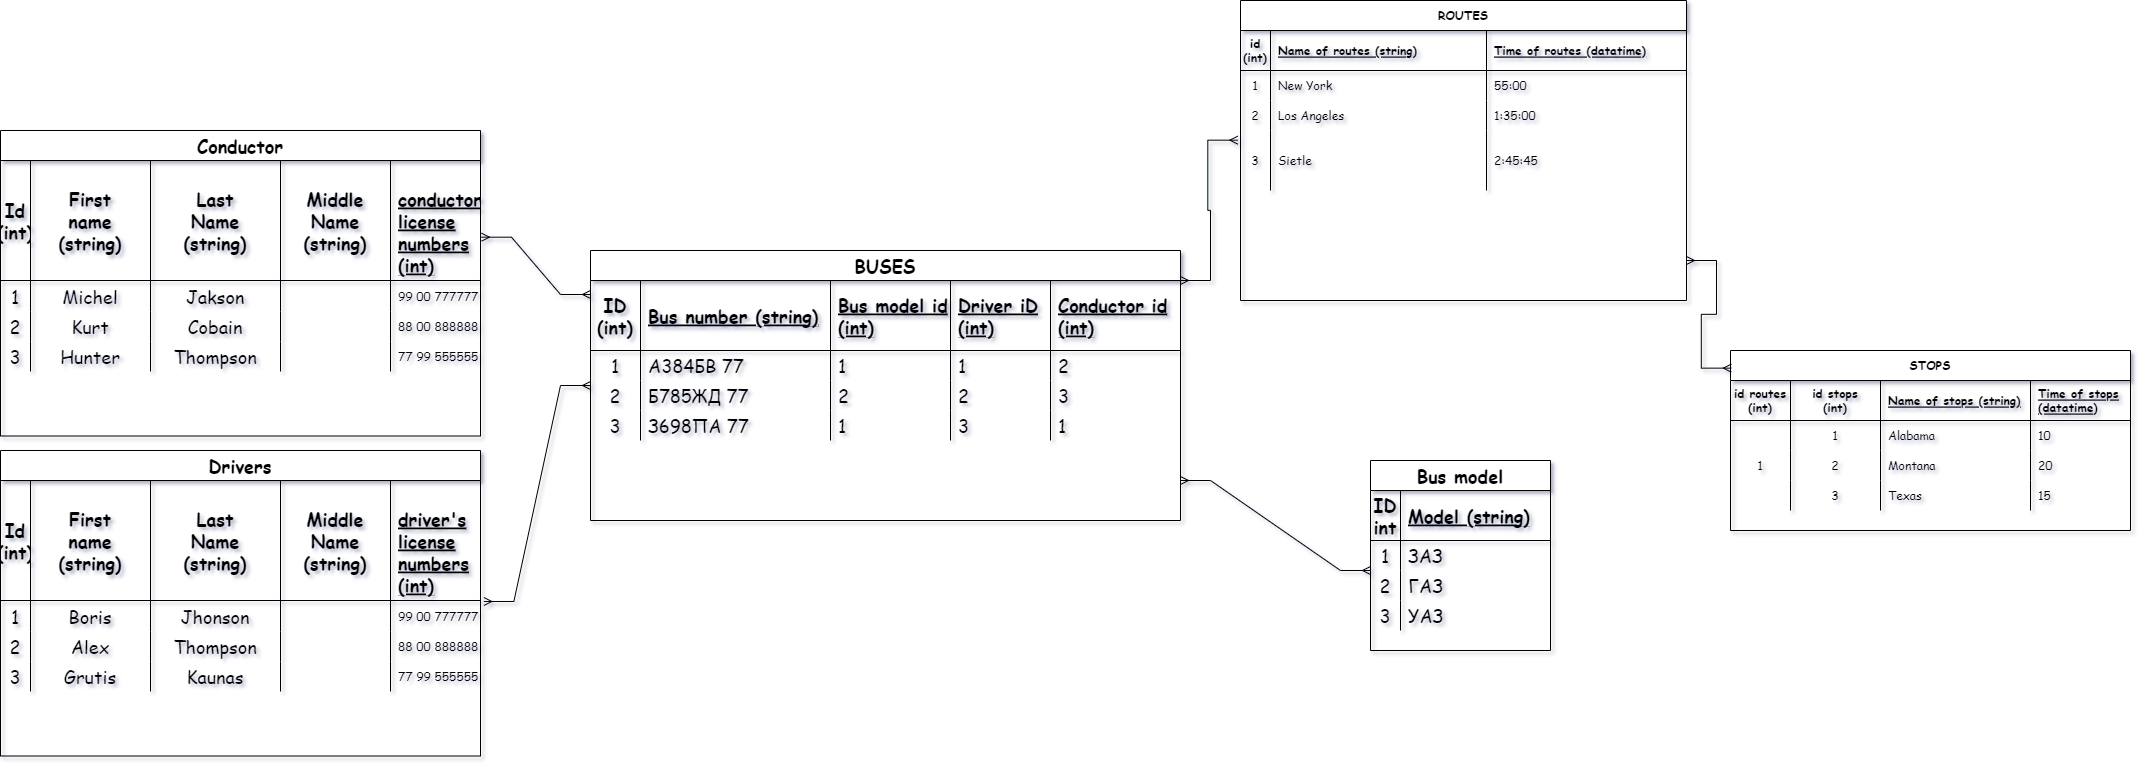 ROUTES
id
(int)
Name of routes (string)
Time of routes (datatime)
1
New York
55:00
2
Los Angeles
1:35:00
3
Sietle
2:45:45
Conductor
Id
(int)
First
name
(string)
Last
Name
(string)
Middle
Name
(string)
conductor
license
numbers
(int)
1
Michel
Jakson
99 00 777777
2
Kurt
Cobain
88 00 888888
3
Hunter
Thompson
77 99 555555
BUSES
ID
(int)
Bus number (string)
Bus model id
(int)
Driver iD
(int)
Conductor id
(int)
1
А384БВ 77
1
1
2
2
Б785ЖД 77
2
2
3
3
З698ПА 77
1
3
1
STOPS
id routes
(int)
id stops
(int)
Name of stops (string)
Time of stops
(datatime)
1
Alabama
10
1
2
Montana
20
3
Texas
15
Drivers
Id
(int)
First
name
(string)
Last
Name
(string)
Middle
Name
(string)
driver's
license
numbers
(int)
1
Boris
Jhonson
99 00 777777
2
Alex
Thompson
88 00 888888
3
Grutis
Kaunas
77 99 555555
Bus model
ID
int
Model (string)
1
ЗАЗ
2
ГАЗ
3
УАЗ